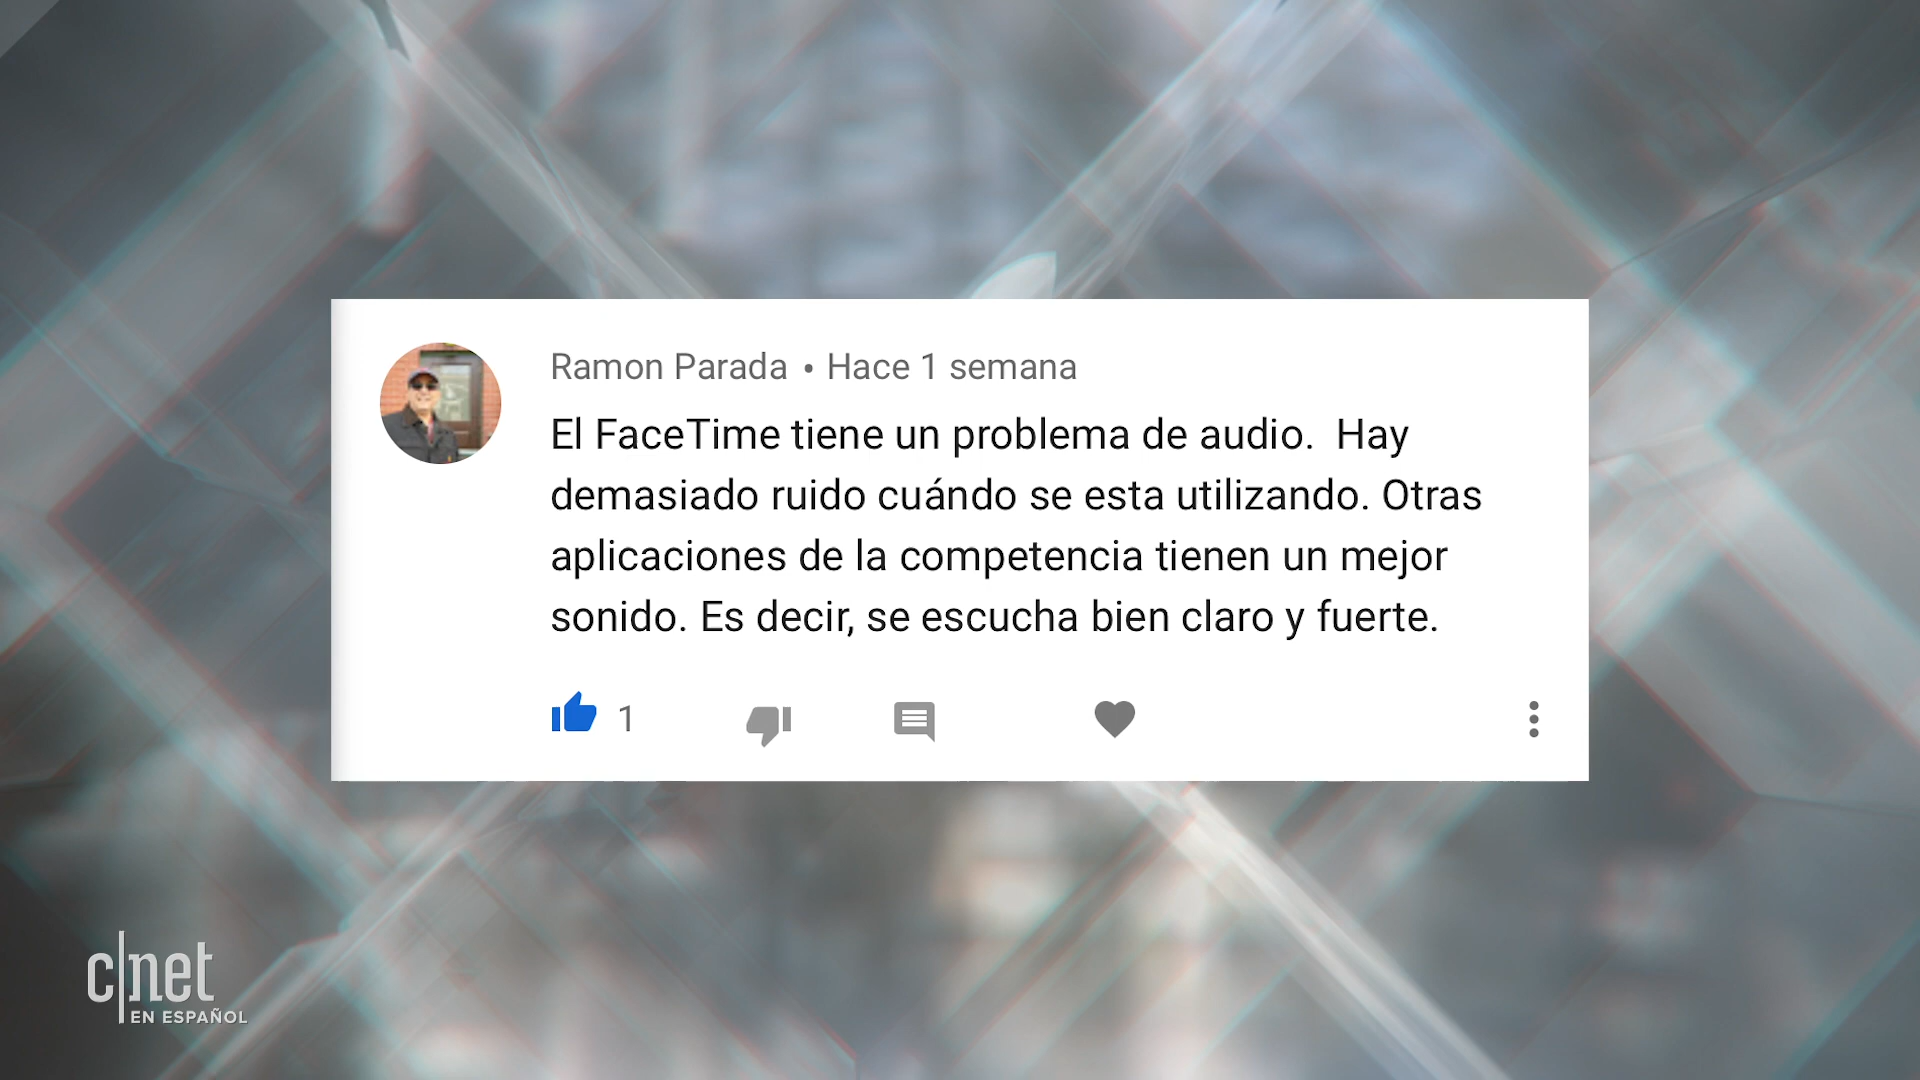 Ramon Parada • Hace 1 semana
El FaceTime tiene un problema de audio.  Hay
demasiado ruido cuándo se esta utilizando. Otras
aplicaciones de la competencia tienen un mejor
sonido. Es decir, se escucha bien claro y fuerte.
1
c|net
EN ESPAÑOL